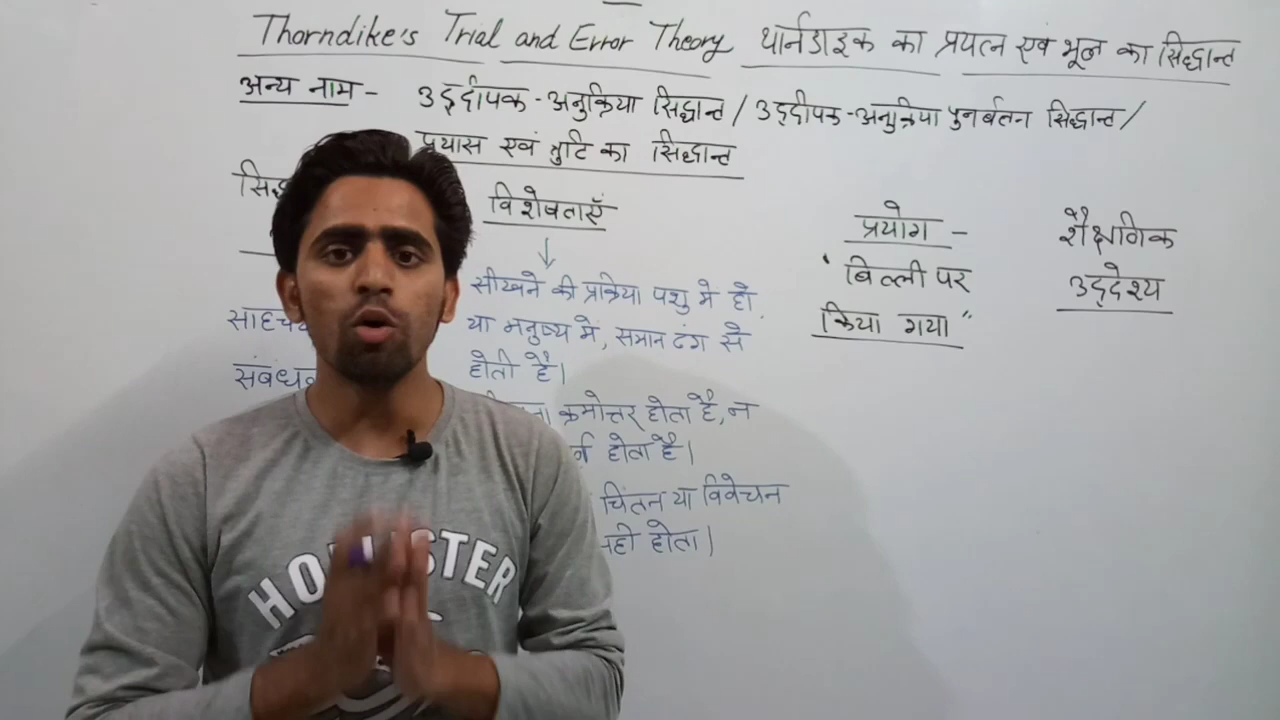 Thorndike's Trial and Error Theory थार्नडाइक का प्रयत्न एवं भूल का सिद्धान्त
अन्य नाम - उद्दीपक - अनुक्रिया सिद्धान्त / उद्दीपक - अनुक्रिया पुनर्बतन सिद्धान्त /
प्रयास एवं त्रुटि का सिद्धान्त
विशेषताएँ
सीखने की प्रक्रिया पशु में हो,
या मनुष्य में, समान ढंग से
होती है।
क्रमोत्तर होता है, न
होता है।
चिंतन या विवेचन
नही होता।
प्रयोग -
"बिल्ली पर
किया गया"
शैक्षणिक
उद्देश्य
HOLLISTER